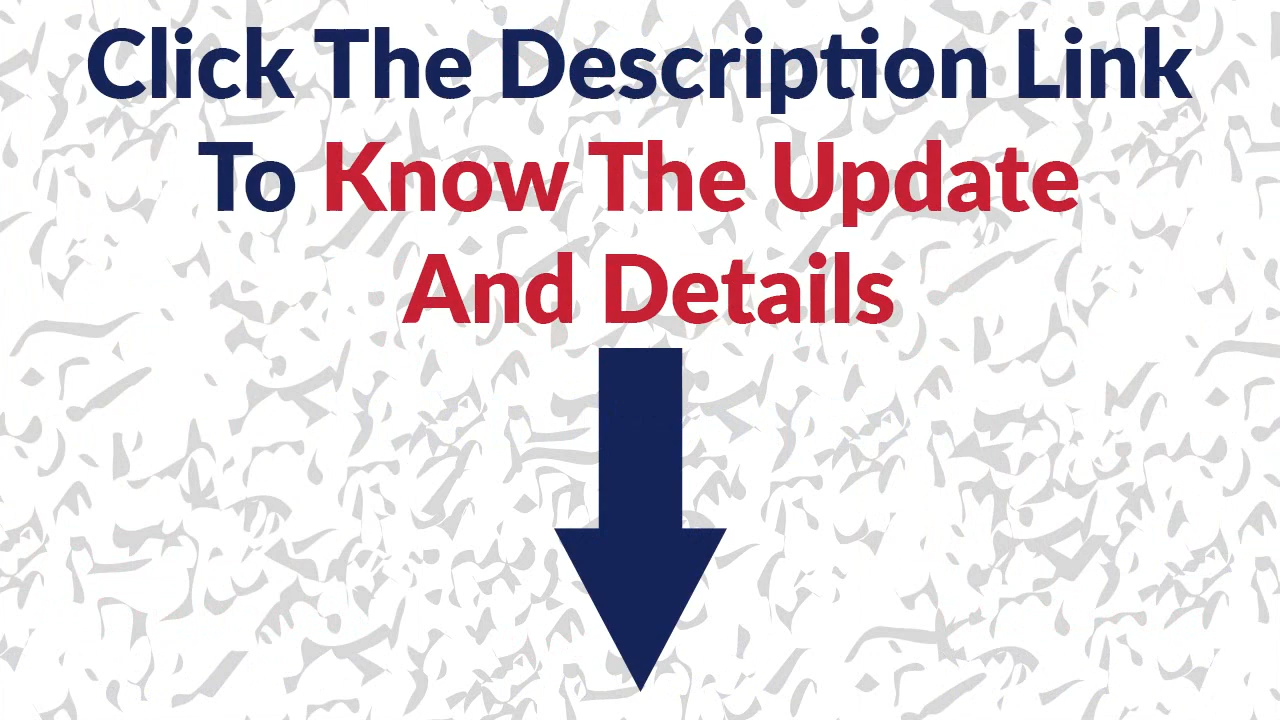 Click The Description Link
To Know The Update
And Details